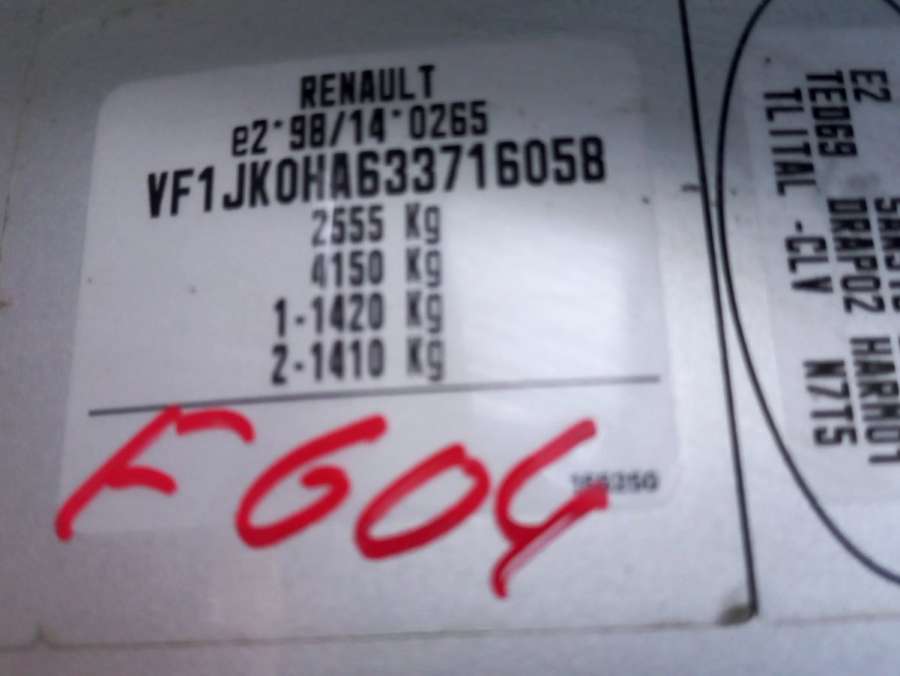 RENAULT
e2*98/14*0265
VF1JK0HA633716058
2555 Kg
4150 Kg
1-1420 Kg
2-1410 Kg
FG04
E2
TED69 DRAP02 HARM01
TLITAL -CLV N7T5